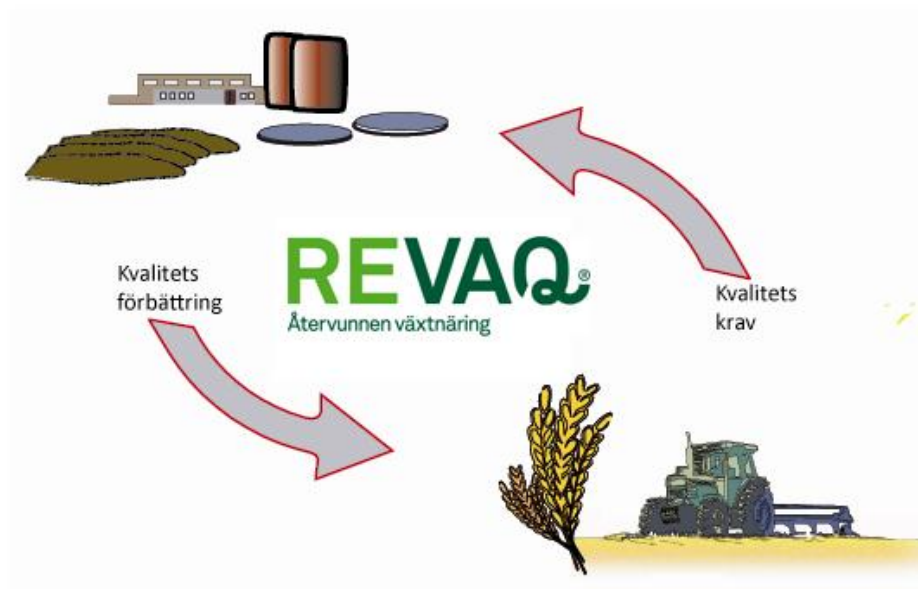 Kvalitets
förbättring
REVAQ®
Återvunnen växtnäring
Kvalitets
krav